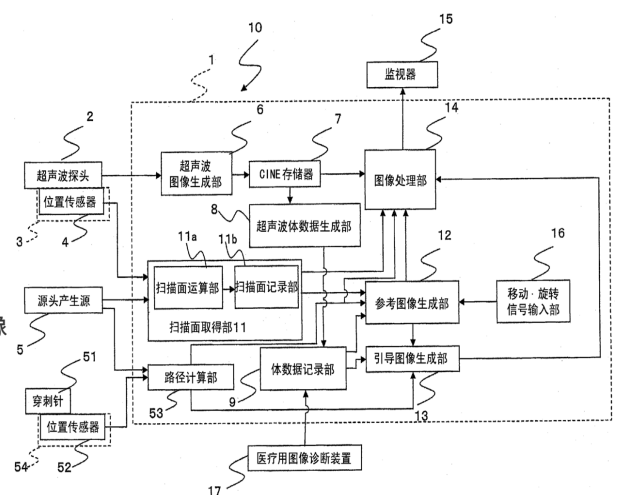 10
15
1
监视器
2
6
7
14
超声波探头
超声波
图像生成部
CINE存储器
图像处理部
位置传感器
3
4
8
超声波体数据生成部
11a
11b
12
16
扫描面运算部
扫描面记录部
参考图像生成部
移动·旋转
信号输入部
源头产生源
扫描面取得部11
5
像
51
路径计算部
体数据记录部
引导图像生成部
穿刺针
53
9
13
位置传感器
54
52
医疗用图像诊断装置
17